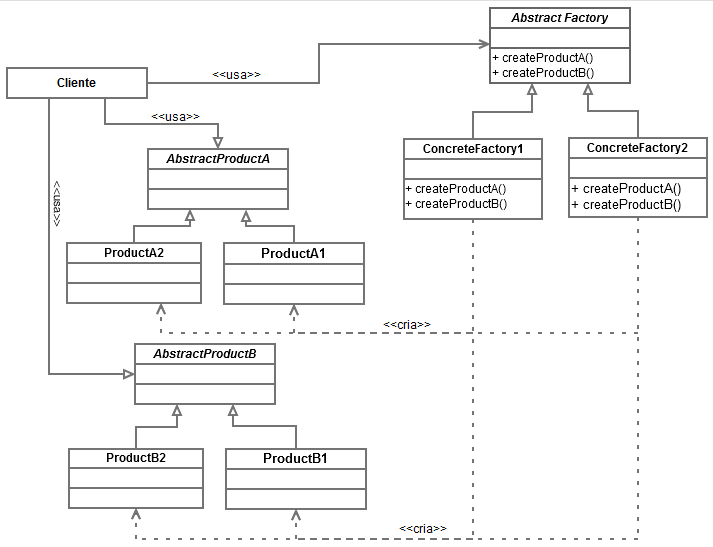 Abstract Factory
+ createProductA()
+ createProductB()
<<usa>>
Cliente
<<usa>>
<<usa>>
AbstractProductA
ConcreteFactory1
+ createProductA()
+ createProductB()
ConcreteFactory2
+ createProductA()
+ createProductB()
ProductA2
ProductA1
<<cria>>
AbstractProductB
ProductB2
ProductB1
<<cria>>